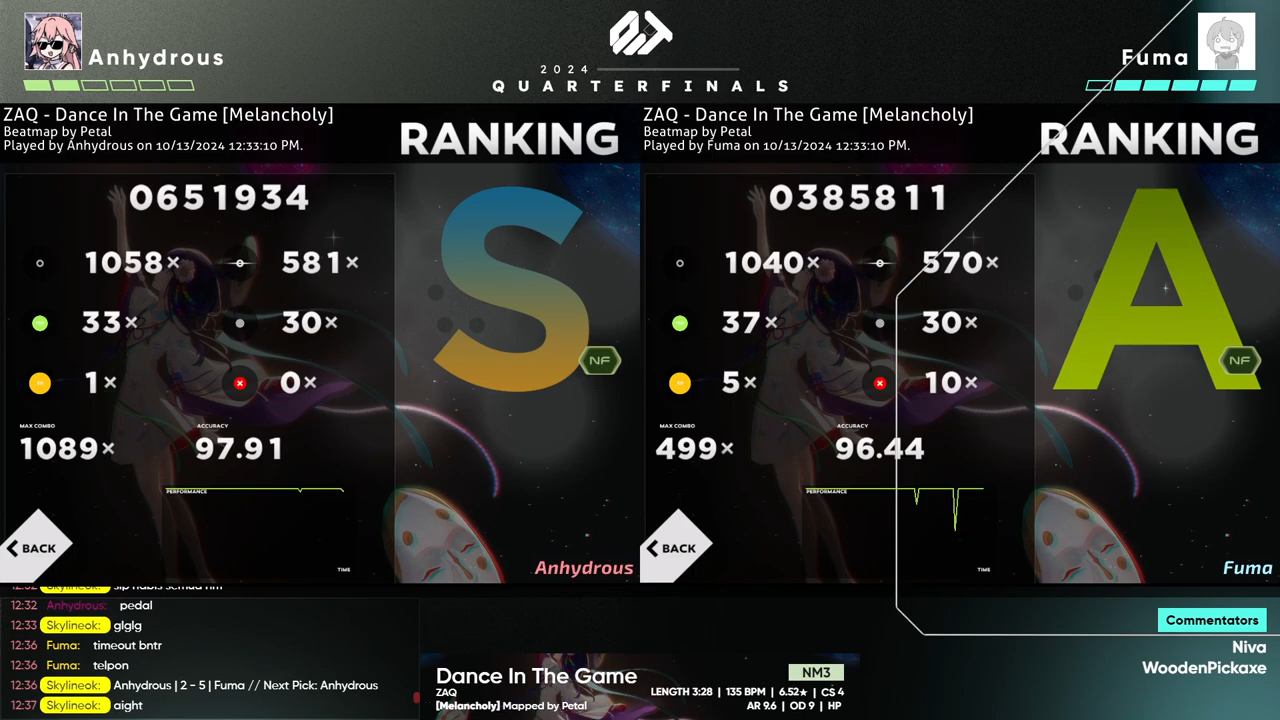 Anhydrous
2024
QUARTERFINALS
Fuma
ZAQ - Dance In The Game [Melancholy]
Beatmap by Petal
Played by Anhydrous on 10/13/2024 12:33:10 PM.
RANKING
0651934
1058×
581×
33×
30×
1×
0×
MAX COMBO
1089×
ACCURACY
97.91
S
NF
PERFORMANCE
TIME
BACK
Anhydrous
ZAQ - Dance In The Game [Melancholy]
Beatmap by Petal
Played by Fuma on 10/13/2024 12:33:10 PM.
RANKING
0385811
1040×
570×
37×
30×
5×
10×
MAX COMBO
499×
ACCURACY
96.44
A
NF
PERFORMANCE
TIME
BACK
Fuma
12:32 Skylineok: sip habis semua nm
12:32 Anhydrous: pedal
12:33 Skylineok: glglg
12:36 Fuma: timeout bntr
12:36 Fuma: telpon
12:36 Skylineok: Anhydrous | 2 - 5 | Fuma // Next Pick: Anhydrous
12:37 Skylineok: aight
Dance In The Game
ZAQ
[Melancholy] Mapped by Petal
NM3
LENGTH 3:28 | 135 BPM | 6.52★ | CS 4
AR 9.6 | OD 9 | HP
Commentators
Niva
WoodenPickaxe